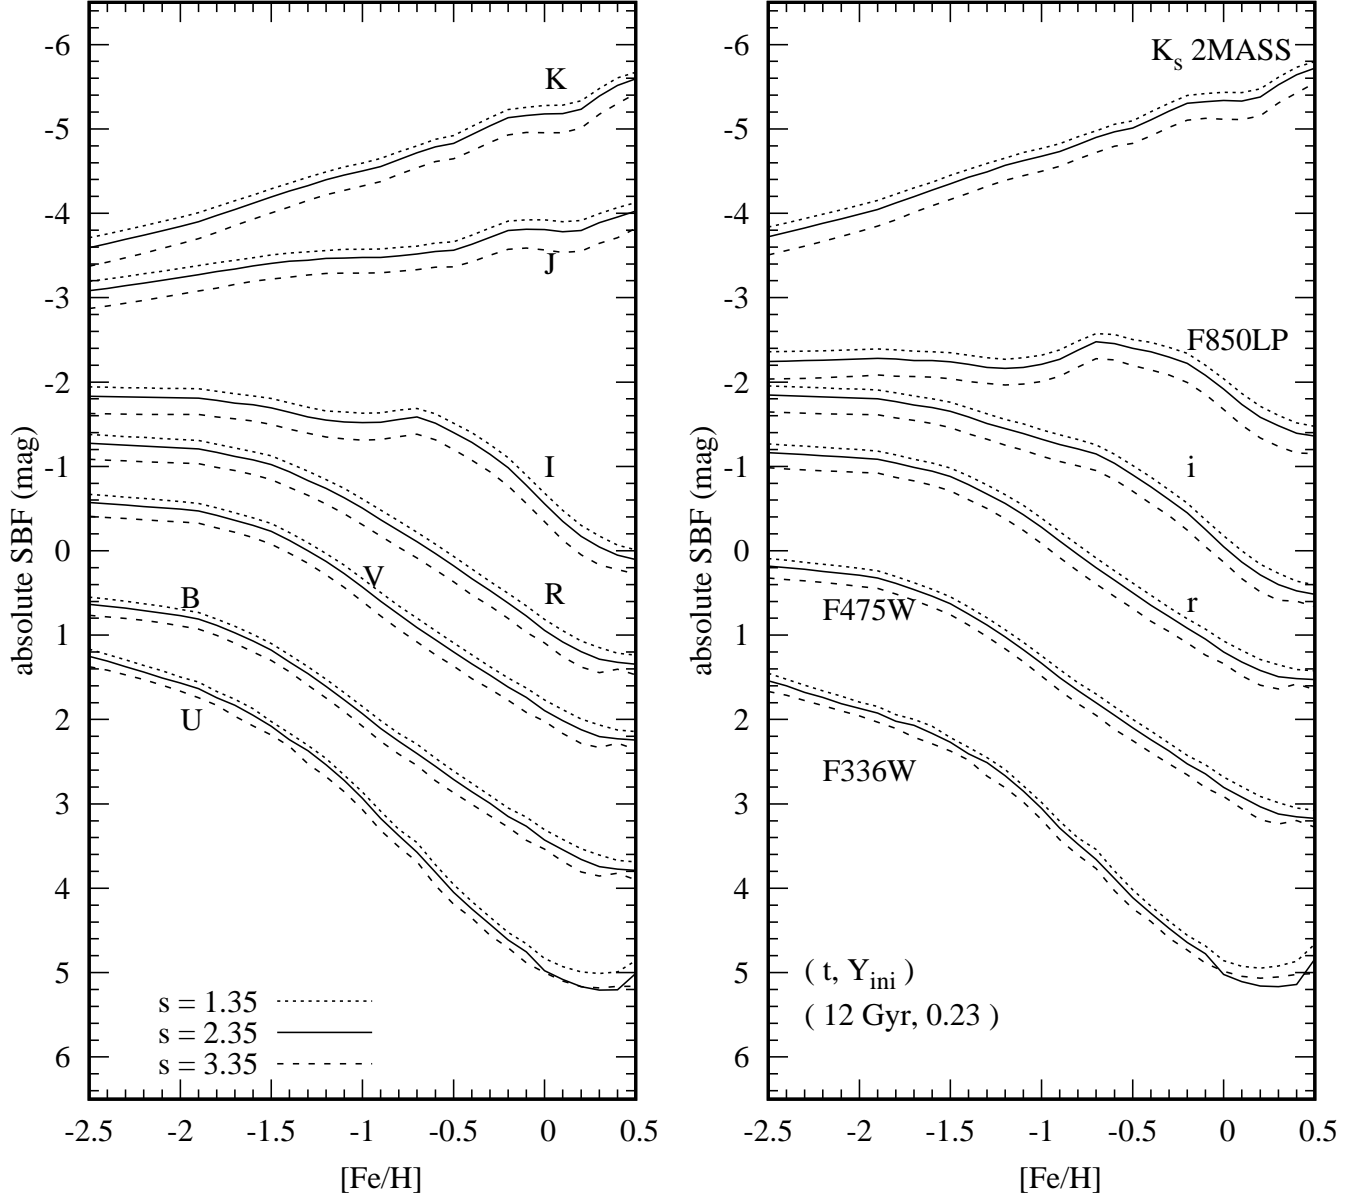 absolute SBF (mag)
-6
-5
-4
-3
-2
-1
0
1
2
3
4
5
6
K
J
I
R
V
B
U
s = 1.35
s = 2.35
s = 3.35
-2.5 -2 -1.5 -1 -0.5 0 0.5
[Fe/H]
absolute SBF (mag)
-6
-5
-4
-3
-2
-1
0
1
2
3
4
5
6
Ks 2MASS
F850LP
i
r
F475W
F336W
( t, Yini )
( 12 Gyr, 0.23 )
-2.5 -2 -1.5 -1 -0.5 0 0.5
[Fe/H]